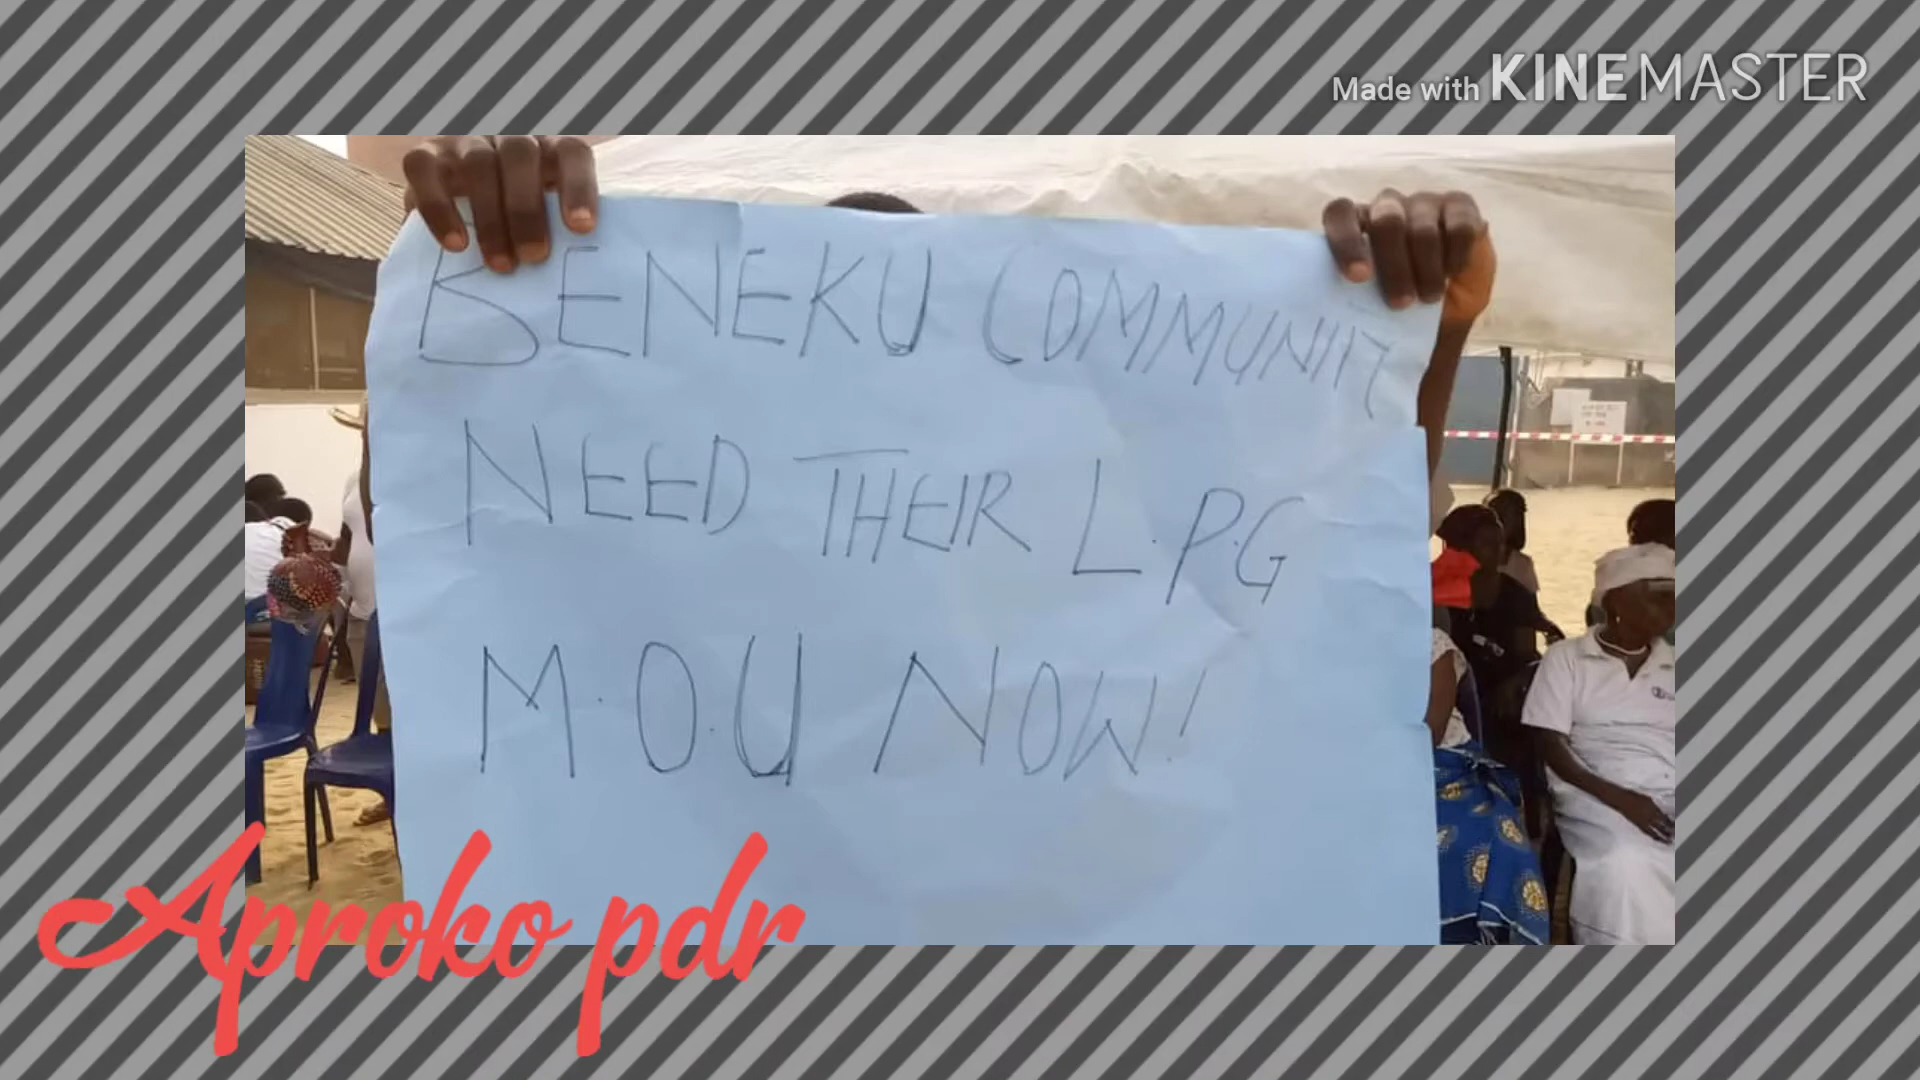 Made with KINEMASTER
BENEKU COMMUNITY
NEED THEIR L.P.G
M.O.U NOW!
Aproko pdr